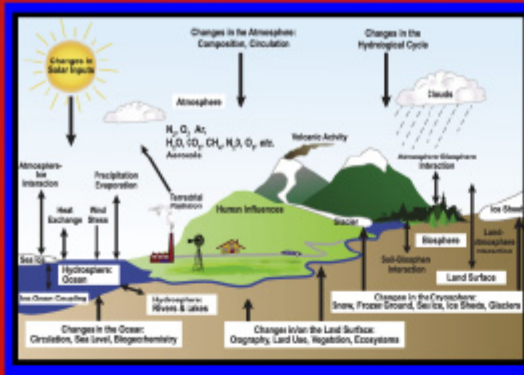 Changes in the Atmosphere:
Composition, Circulation
Changes in the
Hydrological Cycle
Changes in
Solar Inputs
Clouds
Atmosphere
N₂, O₂, Ar,
H₂O, CO₂, CH₄, N₂O, O₃, etc.
Aerosols
Volcanic Activity
Atmosphere-
Ice
Interaction
Precipitation
Evaporation
Atmosphere-Biosphere
Interaction
Terrestrial
Radiation
Heat
Exchange
Wind
Stress
Human Influences
Glacier
Ice Sheet
Biosphere
Land-
Atmosphere
Interaction
Sea Ice
Hydrosphere:
Ocean
Soil-Biosphere
Interaction
Land Surface
Ice-Ocean Coupling
Hydrosphere:
Rivers & Lakes
Changes in the Cryosphere:
Snow, Frozen Ground, Sea Ice, Ice Sheets, Glaciers
Changes in the Ocean:
Circulation, Sea Level, Biogeochemistry
Changes in/on the Land Surface:
Orography, Land Use, Vegetation, Ecosystems